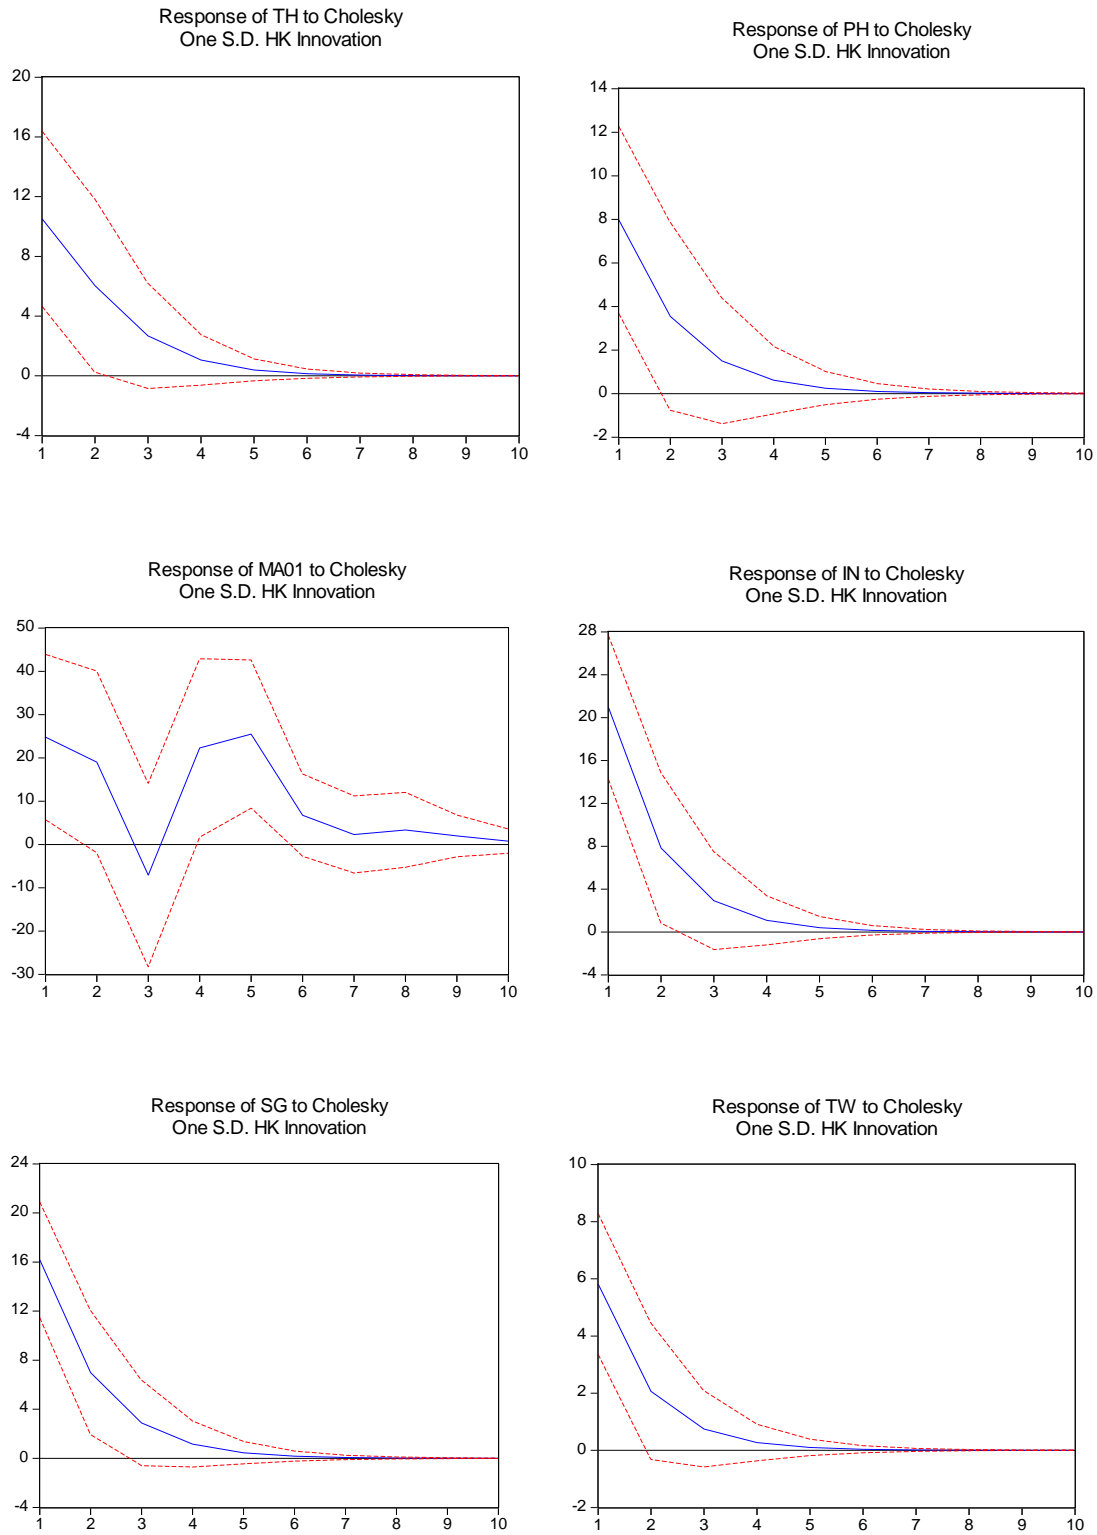 Response of TH to Cholesky
One S.D. HK Innovation
20
16
12
8
4
0
-4
1 2 3 4 5 6 7 8 9 10
Response of PH to Cholesky
One S.D. HK Innovation
14
12
10
8
6
4
2
0
-2
1 2 3 4 5 6 7 8 9 10
Response of MA01 to Cholesky
One S.D. HK Innovation
50
40
30
20
10
0
-10
-20
-30
1 2 3 4 5 6 7 8 9 10
Response of IN to Cholesky
One S.D. HK Innovation
28
24
20
16
12
8
4
0
-4
1 2 3 4 5 6 7 8 9 10
Response of SG to Cholesky
One S.D. HK Innovation
24
20
16
12
8
4
0
-4
1 2 3 4 5 6 7 8 9 10
Response of TW to Cholesky
One S.D. HK Innovation
10
8
6
4
2
0
-2
1 2 3 4 5 6 7 8 9 10